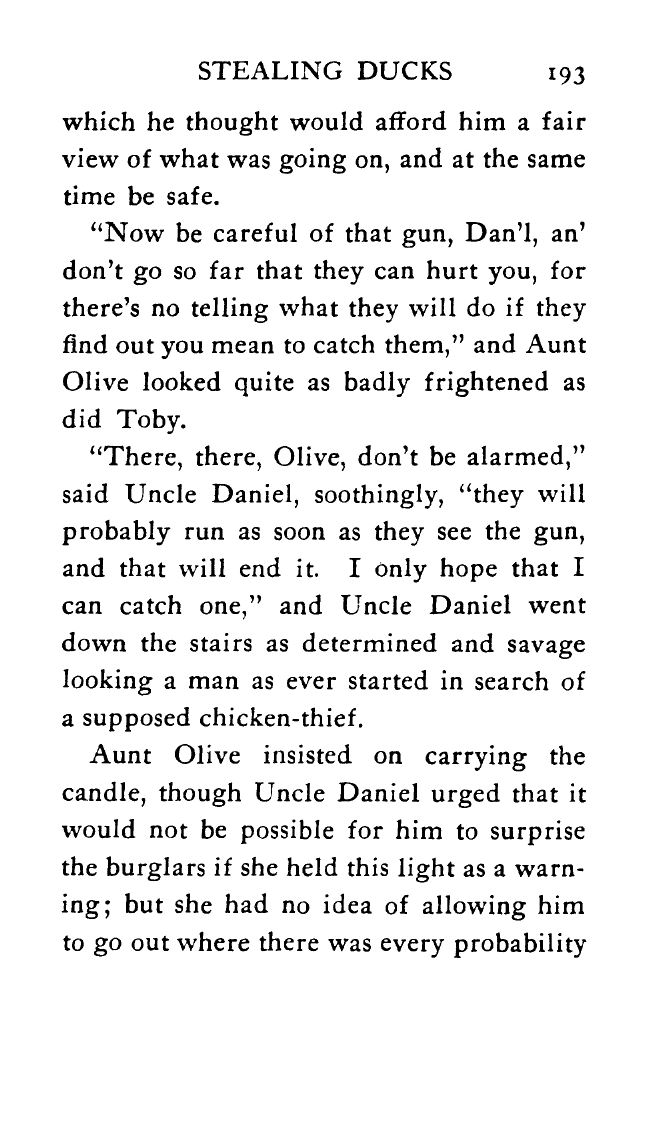 STEALING DUCKS 193
which he thought would afford him a fair
view of what was going on, and at the same
time be safe.
"Now be careful of that gun, Dan'l, an'
don't go so far that they can hurt you, for
there's no telling what they will do if they
find out you mean to catch them," and Aunt
Olive looked quite as badly frightened as
did Toby.
"There, there, Olive, don't be alarmed,"
said Uncle Daniel, soothingly, "they will
probably run as soon as they see the gun,
and that will end it. I only hope that I
can catch one," and Uncle Daniel went
down the stairs as determined and savage
looking a man as ever started in search of
a supposed chicken-thief.
Aunt Olive insisted on carrying the
candle, though Uncle Daniel urged that it
would not be possible for him to surprise
the burglars if she held this light as a warn-
ing; but she had no idea of allowing him
to go out where there was every probability